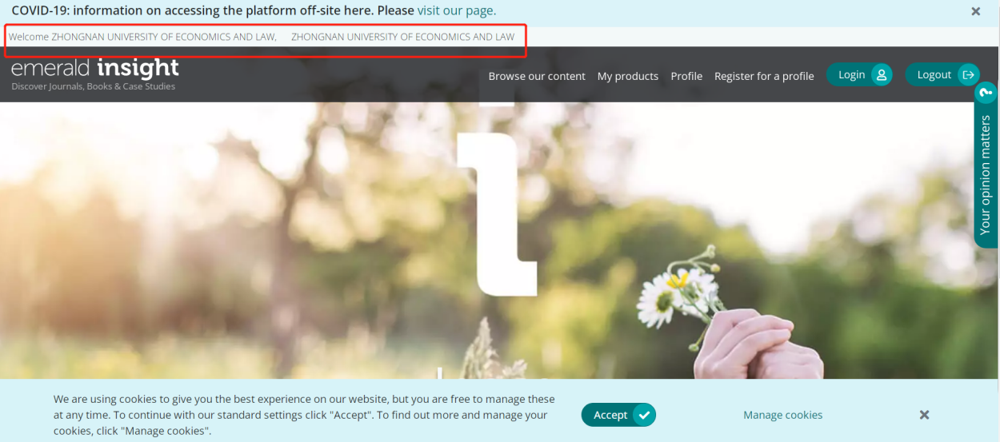 COVID-19: information on accessing the platform off-site here. Please visit our page.
Welcome ZHONGNAN UNIVERSITY OF ECONOMICS AND LAW, ZHONGNAN UNIVERSITY OF ECONOMICS AND LAW
emerald insight
Discover Journals, Books & Case Studies
Browse our content My products Profile Register for a profile Login Logout
Your opinion matters
We are using cookies to give you the best experience on our website, but you are free to manage these
at any time. To continue with our standard settings click "Accept". To find out more and manage your
cookies, click "Manage cookies".
Accept
Manage cookies